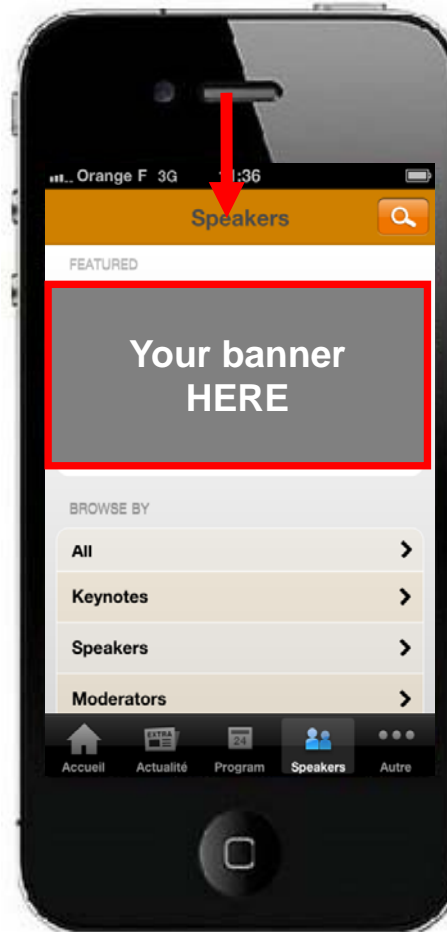 Orange F 3G :36
Speakers
FEATURED
Your banner
HERE
BROWSE BY
All
Keynotes
Speakers
Moderators
EXTRA
24
Accueil Actualité Program Speakers Autre